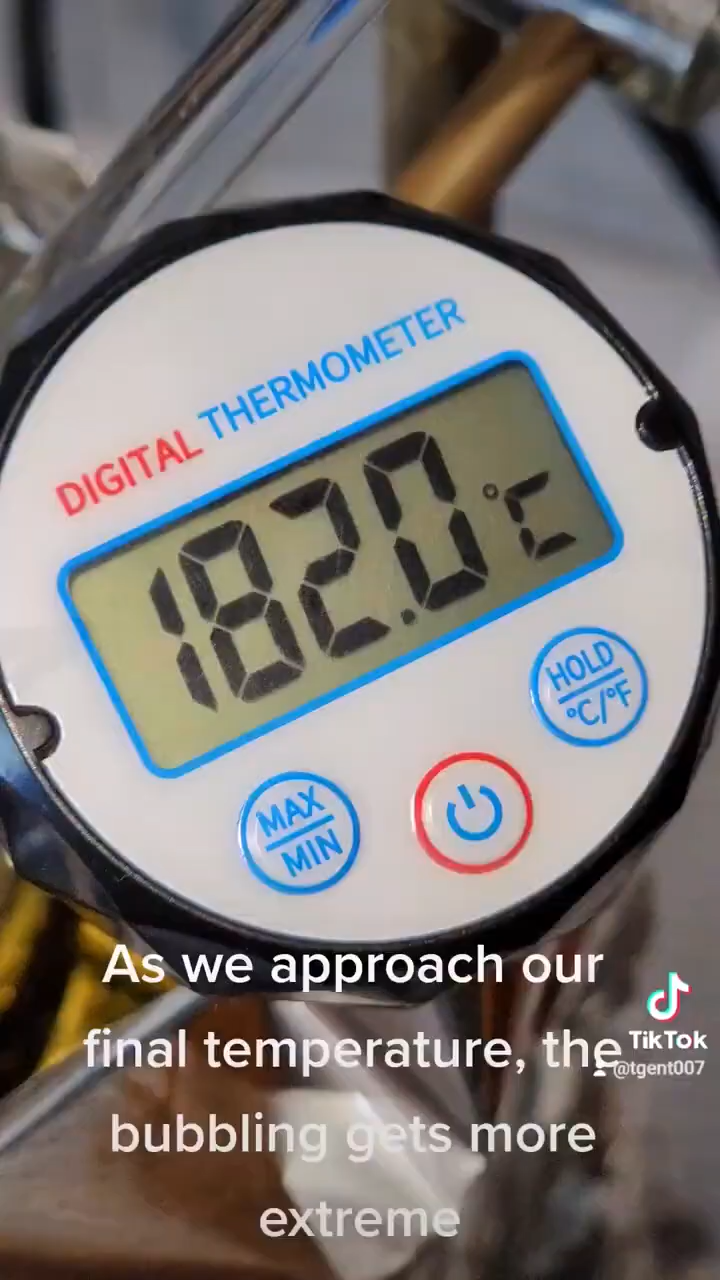 DIGITAL THERMOMETER
182.0 °C
HOLD
°C/°F
MAX
MIN
As we approach our
final temperature, the
bubbling gets more
extreme
TikTok
@tgent007